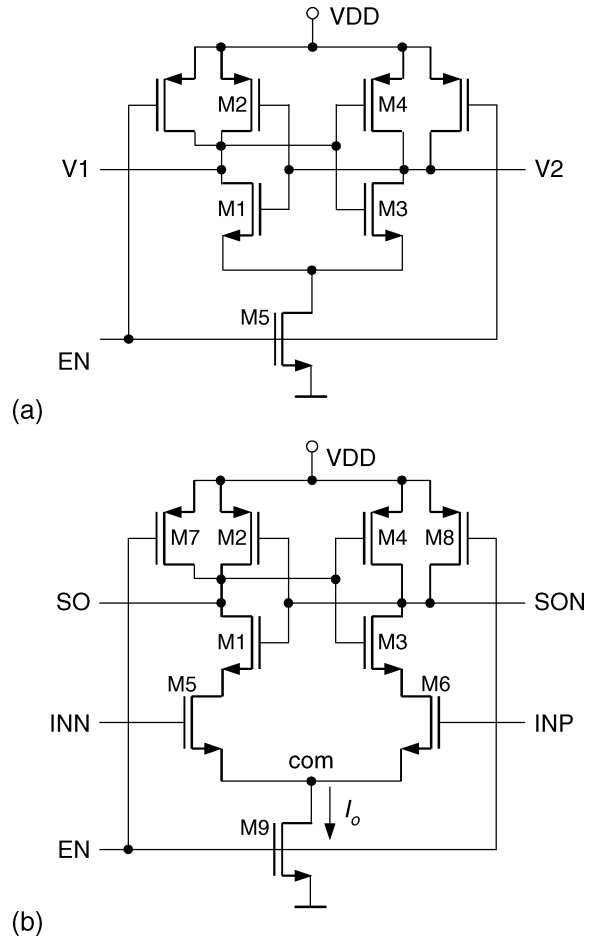 VDD
M2 M4
V1 V2
M1 M3
M5
EN
(a)
VDD
M7 M2 M4 M8
SO SON
M1 M3
M5 M6
INN INP
com
M9 Io
EN
(b)